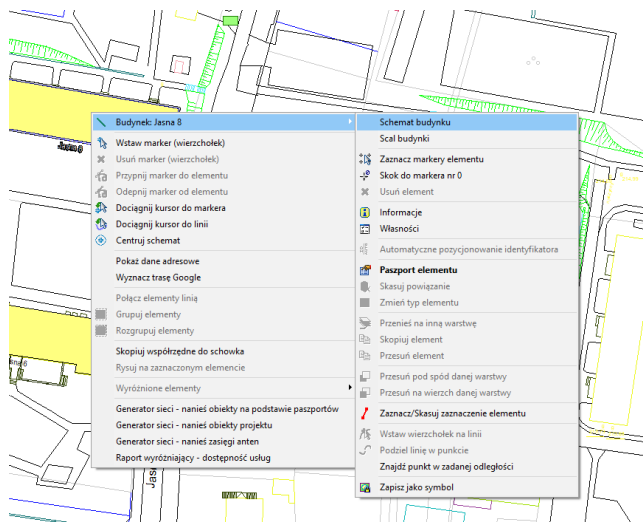 Budynek: Jasna 8
Wstaw marker (wierzchołek)
Usuń marker (wierzchołek)
Przypnij marker do elementu
Odepnij marker od elementu
Dociągnij kursor do markera
Dociągnij kursor do linii
Centruj schemat
Pokaż dane adresowe
Wyznacz trasę Google
Połącz elementy linią
Grupuj elementy
Rozgrupuj elementy
Skopiuj współrzędne do schowka
Rysuj na zaznaczonym elemencie
Wyróżnione elementy
Generator sieci - nanieś obiekty na podstawie paszportów
Generator sieci - nanieś obiekty projektu
Generator sieci - nanieś zasięgi anten
Raport wyróżniający - dostępność usług
Schemat budynku
Scal budynki
Zaznacz markery elementu
Skok do markera nr 0
Usuń element
Informacje
Własności
Automatyczne pozycjonowanie identyfikatora
Paszport elementu
Skasuj powiązanie
Zmień typ elementu
Przenieś na inną warstwę
Skopiuj element
Przesuń element
Przesuń pod spód danej warstwy
Przesuń na wierzch danej warstwy
Zaznacz/Skasuj zaznaczenie elementu
Wstaw wierzchołek na linii
Podziel linię w punkcie
Znajdź punkt w zadanej odległości
Zapisz jako symbol